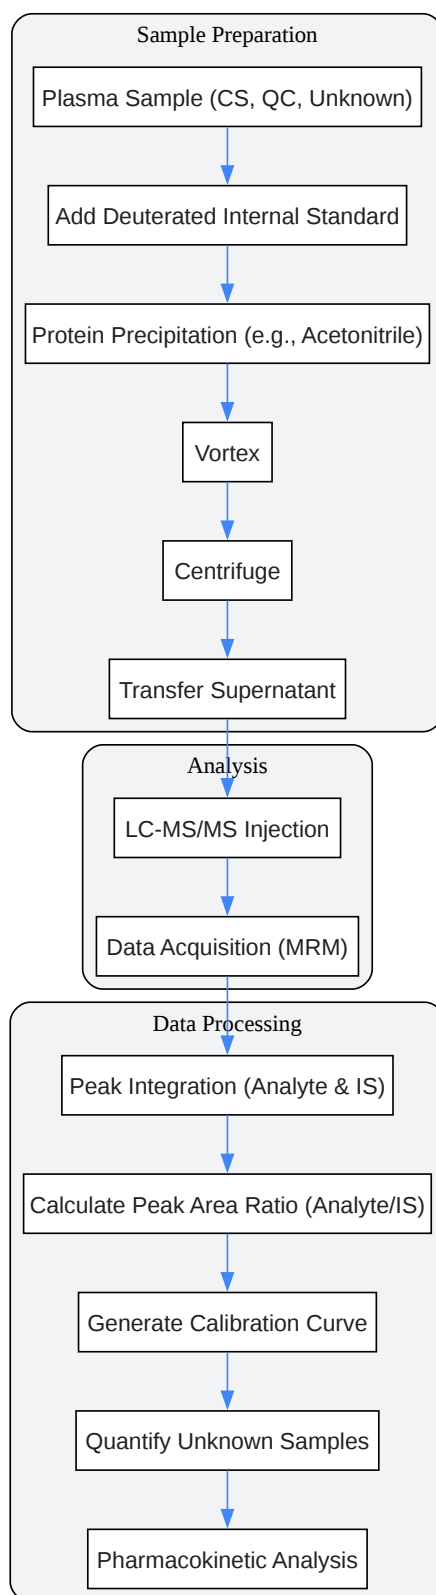 Sample Preparation
Plasma Sample (CS, QC, Unknown)
Add Deuterated Internal Standard
Protein Precipitation (e.g., Acetonitrile)
Vortex
Centrifuge
Transfer Supernatant
Analysis
LC-MS/MS Injection
Data Acquisition (MRM)
Data Processing
Peak Integration (Analyte & IS)
Calculate Peak Area Ratio (Analyte/IS)
Generate Calibration Curve
Quantify Unknown Samples
Pharmacokinetic Analysis